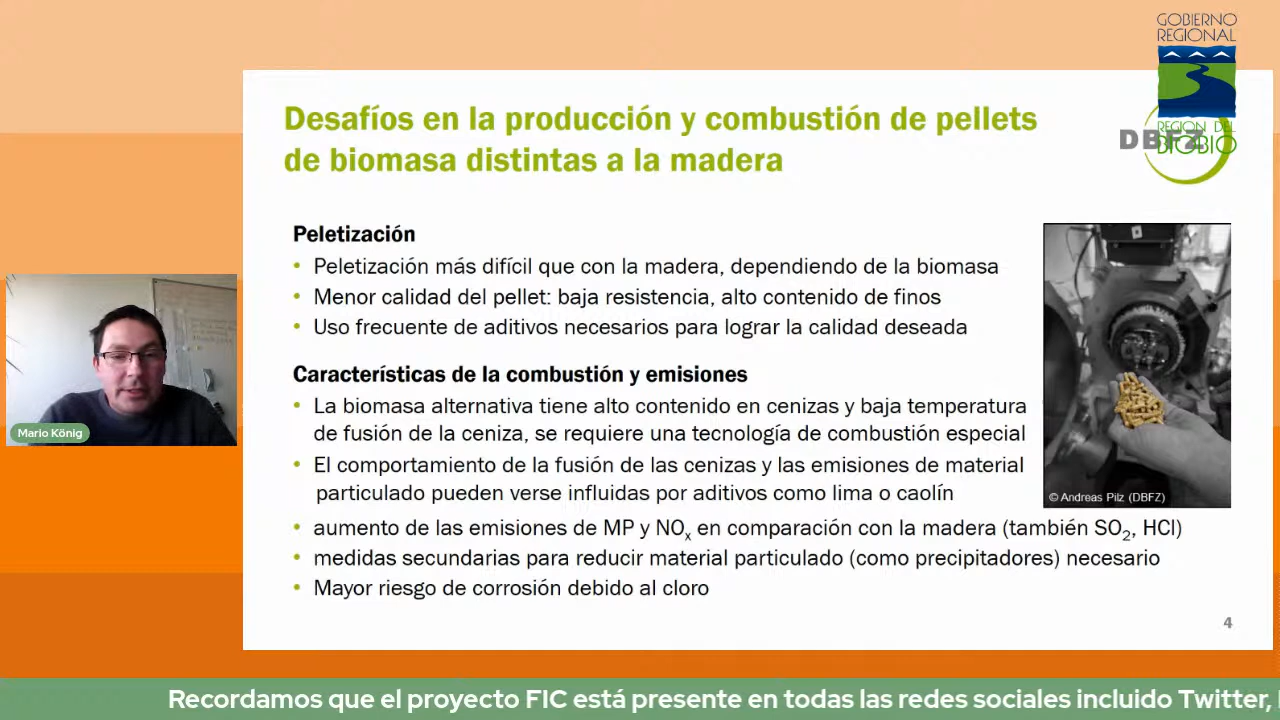 GOBIERNO
REGIONAL
REGION DEL
BIOBIO
DBFZ
Desafíos en la producción y combustión de pellets
de biomasa distintas a la madera
Peletización
• Peletización más difícil que con la madera, dependiendo de la biomasa
• Menor calidad del pellet: baja resistencia, alto contenido de finos
• Uso frecuente de aditivos necesarios para lograr la calidad deseada
Características de la combustión y emisiones
• La biomasa alternativa tiene alto contenido en cenizas y baja temperatura
de fusión de la ceniza, se requiere una tecnología de combustión especial
• El comportamiento de la fusión de las cenizas y las emisiones de material
particulado pueden verse influidas por aditivos como lima o caolín
• aumento de las emisiones de MP y NOx en comparación con la madera (también SO2, HCl)
• medidas secundarias para reducir material particulado (como precipitadores) necesario
• Mayor riesgo de corrosión debido al cloro
© Andreas Pilz (DBFZ)
4
Mario König
Recordamos que el proyecto FIC está presente en todas las redes sociales incluido Twitter,